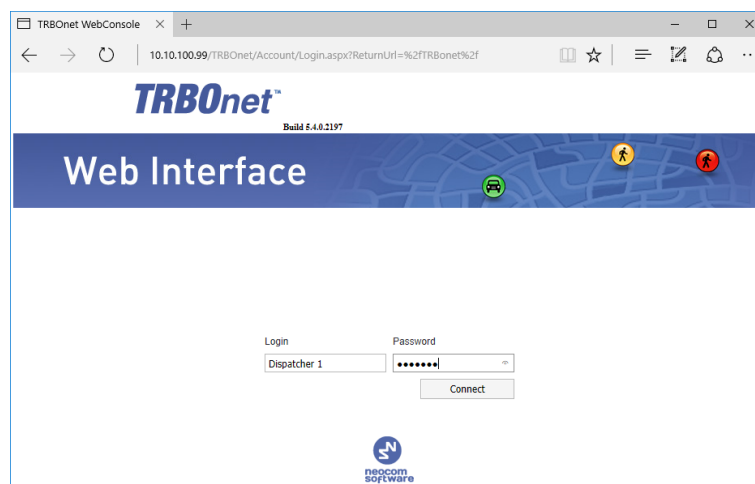 TRBOnet WebConsole
10.10.100.99/TRBOnet/Account/Login.aspx?ReturnUrl=%2fTRBonet%2f
TRBOnet™
Build 5.4.0.2197
Web Interface
Login Password
Dispatcher 1 •••••••
Connect
neocom
software